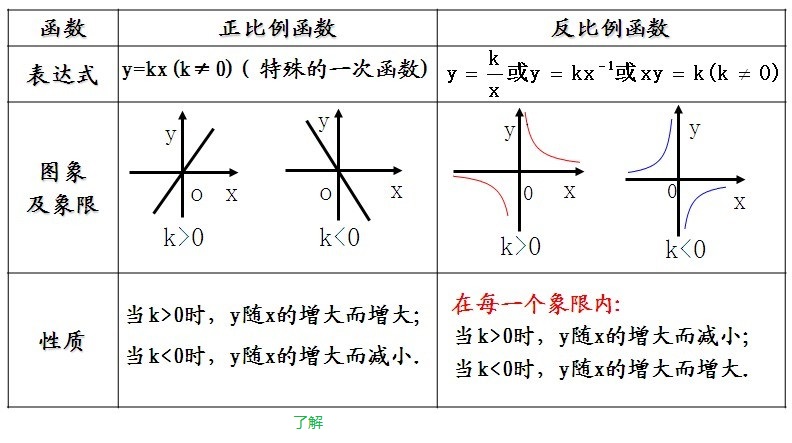 函数 正比例函数 反比例函数
表达式 y=kx (k≠0) ( 特殊的一次函数) y = k/x 或y = kx⁻¹或 xy = k(k ≠ 0)
图象
及象限
y y y y
o x o x 0 x 0 x
k>0 k<0 k>0 k<0
性质
当k>0时，y随x的增大而增大；
当k<0时，y随x的增大而减小.
在每一个象限内:
当k>0时，y随x的增大而减小；
当k<0时，y随x的增大而增大.
了解